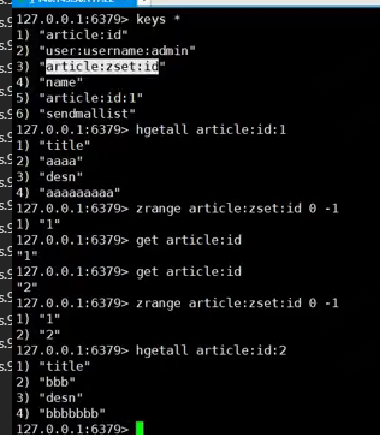 127.0.0.1:6379> keys *
1) "article:id"
2) "user:username:admin"
3) "article:zset:id"
4) "name"
5) "article:id:1"
6) "sendmallist"
127.0.0.1:6379> hgetall article:id:1
1) "title"
2) "aaaa"
3) "desn"
4) "aaaaaaaaa"
127.0.0.1:6379> zrange article:zset:id 0 -1
1) "1"
127.0.0.1:6379> get article:id
"1"
127.0.0.1:6379> get article:id
"2"
127.0.0.1:6379> zrange article:zset:id 0 -1
1) "1"
2) "2"
127.0.0.1:6379> hgetall article:id:2
1) "title"
2) "bbb"
3) "desn"
4) "bbbbbbb"
127.0.0.1:6379>